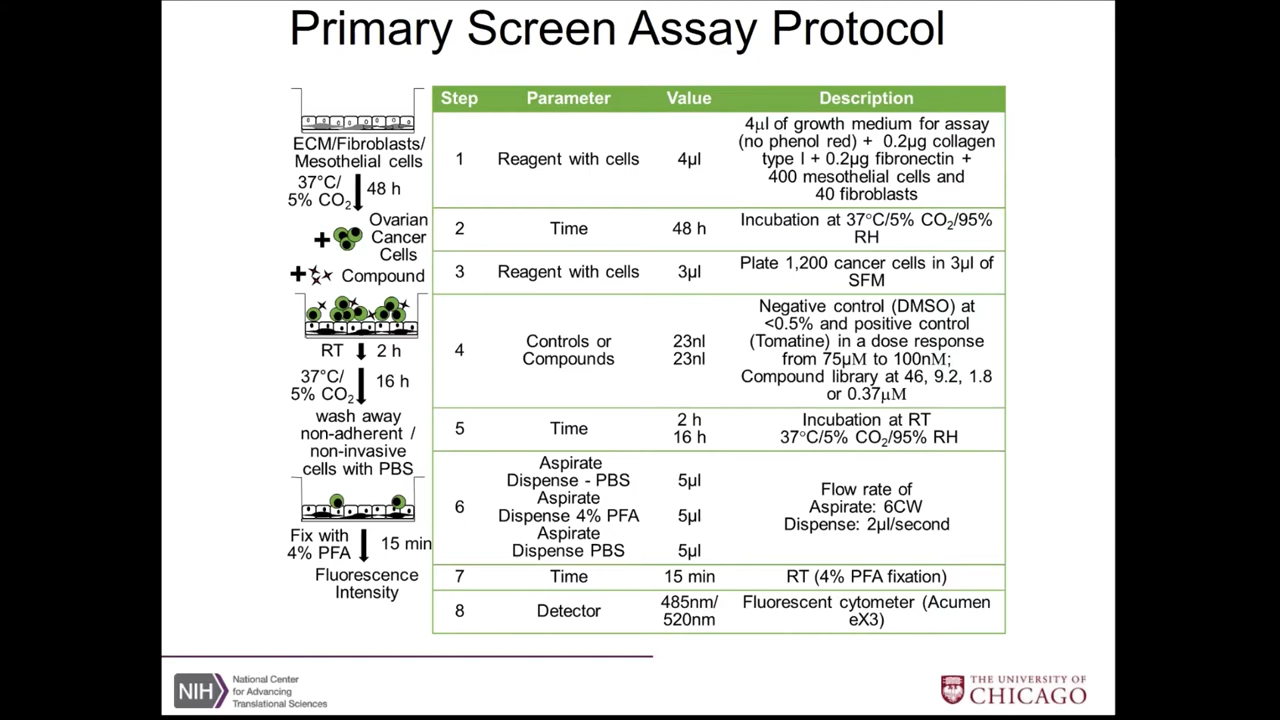 Primary Screen Assay Protocol
ECM/Fibroblasts/
Mesothelial cells
37°C/
5% CO2
48 h
+
Ovarian
Cancer
Cells
+
Compound
RT
2 h
37°C/
5% CO2
16 h
wash away
non-adherent /
non-invasive
cells with PBS
Fix with
4% PFA
15 min
Fluorescence
Intensity
Step Parameter Value Description
1
Reagent with cells
4µl
4µl of growth medium for assay
(no phenol red) + 0.2µg collagen
type I + 0.2µg fibronectin +
400 mesothelial cells and
40 fibroblasts
2
Time
48 h
Incubation at 37°C/5% CO2/95%
RH
3
Reagent with cells
3µl
Plate 1,200 cancer cells in 3µl of
SFM
4
Controls or
Compounds
23nl
23nl
Negative control (DMSO) at
<0.5% and positive control
(Tomatine) in a dose response
from 75µM to 100nM;
Compound library at 46, 9.2, 1.8
or 0.37µM
5
Time
2 h
16 h
Incubation at RT
37°C/5% CO2/95% RH
6
Aspirate
Dispense - PBS
Aspirate
Dispense 4% PFA
Aspirate
Dispense PBS
5µl
5µl
5µl
Flow rate of
Aspirate: 6CW
Dispense: 2µl/second
7
Time
15 min
RT (4% PFA fixation)
8
Detector
485nm/
520nm
Fluorescent cytometer (Acumen
eX3)
NIH
National Center
for Advancing
Translational Sciences
THE UNIVERSITY OF
CHICAGO